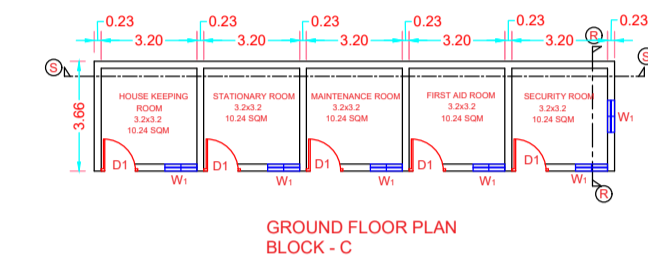 0.23 0.23 0.23 0.23 0.23 0.23
3.20 3.20 3.20 3.20 3.20
R
S S
3.66
HOUSE KEEPING
ROOM
3.2x3.2
10.24 SQM
STATIONARY ROOM
3.2x3.2
10.24 SQM
MAINTENANCE ROOM
3.2x3.2
10.24 SQM
FIRST AID ROOM
3.2x3.2
10.24 SQM
SECURITY ROOM
3.2x3.2
10.24 SQM
W1
D1 D1 D1 D1 D1
W1 W1 W1 W1 W1
R
GROUND FLOOR PLAN
BLOCK - C